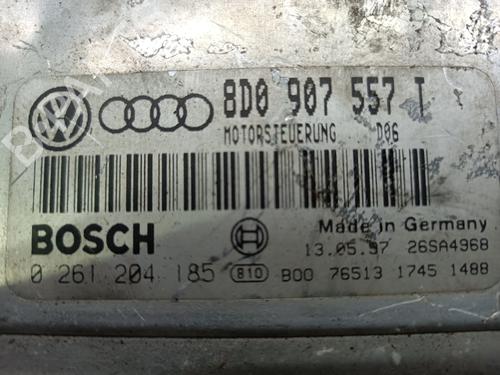 8D0 907 557 T
MOTORSTEUERUNG D06
BOSCH
Made in Germany
13.05.97 26SA4968
0 261 204 185 810 B00 76513 1745 1488